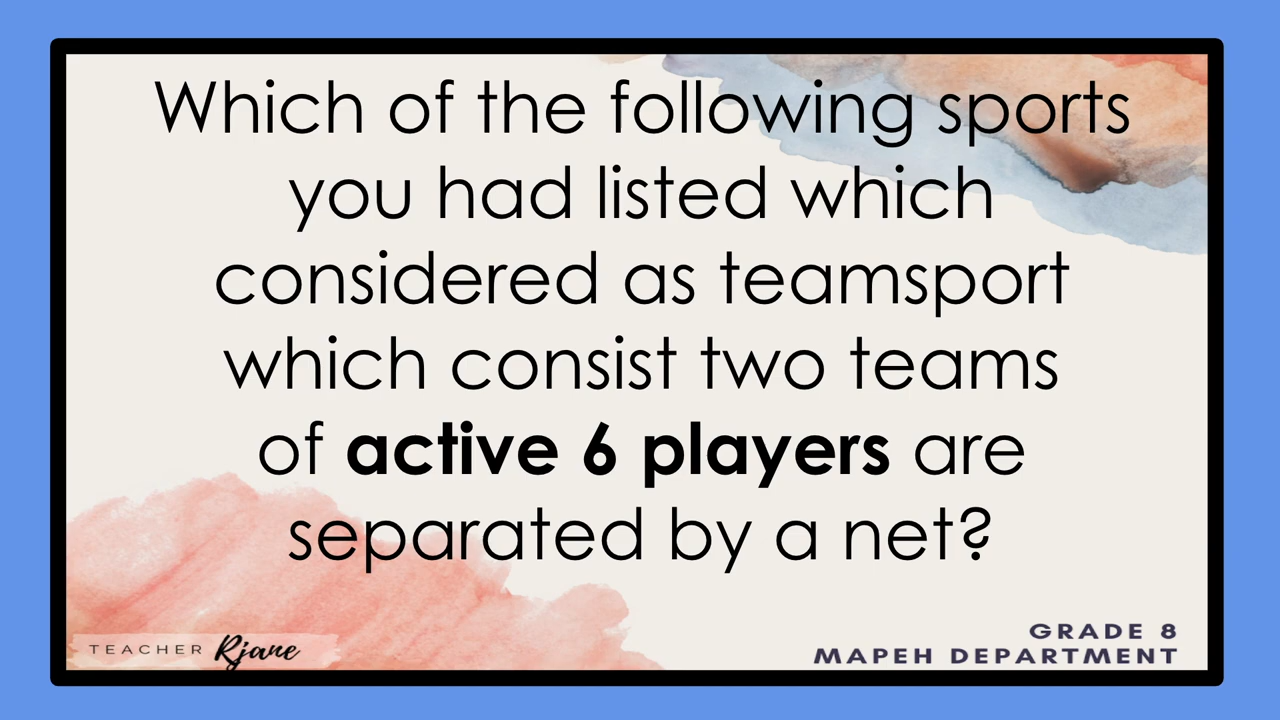 Which of the following sports
you had listed which
considered as teamsport
which consist two teams
of active 6 players are
separated by a net?
TEACHER Rjane
GRADE 8
MAPEH DEPARTMENT